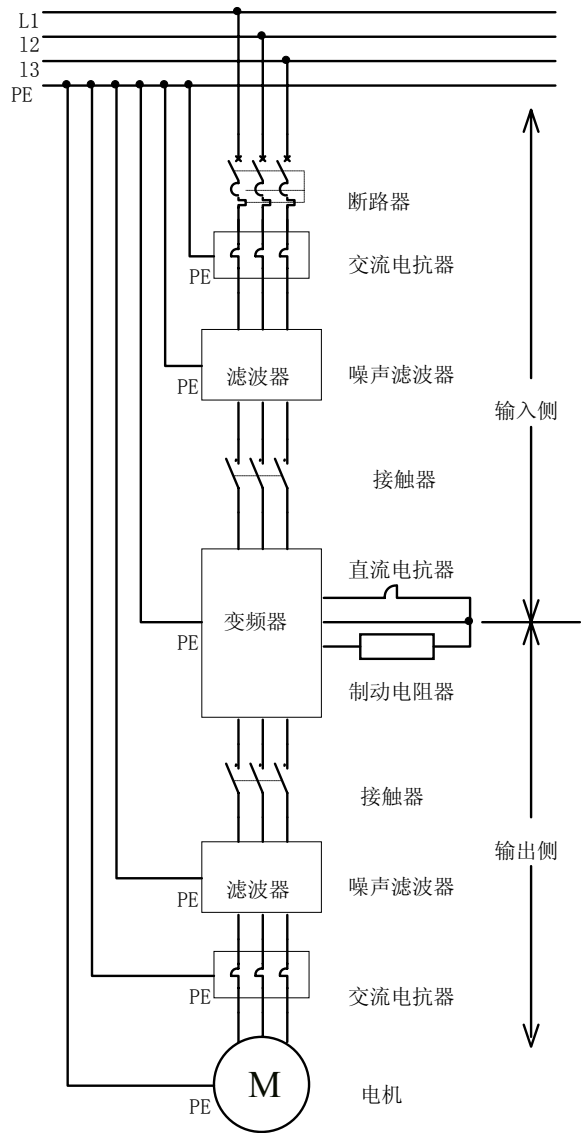 L1
12
13
PE
断路器
交流电抗器
PE
滤波器
噪声滤波器
PE
输入侧
接触器
直流电抗器
变频器
PE
制动电阻器
接触器
输出侧
滤波器
噪声滤波器
PE
交流电抗器
PE
M
电机
PE